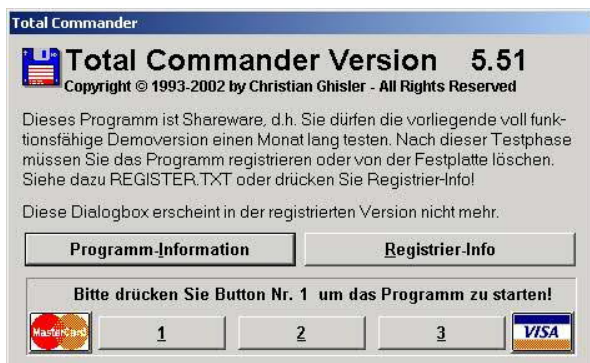 Total Commander
Total Commander Version 5.51
Copyright © 1993-2002 by Christian Ghisler - All Rights Reserved
Dieses Programm ist Shareware, d.h. Sie dürfen die vorliegende voll funk-
tionsfähige Demoversion einen Monat lang testen. Nach dieser Testphase
müssen Sie das Programm registrieren oder von der Festplatte löschen.
Siehe dazu REGISTER.TXT oder drücken Sie Registrier-Info!
Diese Dialogbox erscheint in der registrierten Version nicht mehr.
Programm-Information Registrier-Info
Bitte drücken Sie Button Nr. 1 um das Programm zu starten!
MasterCard 1 2 3 VISA